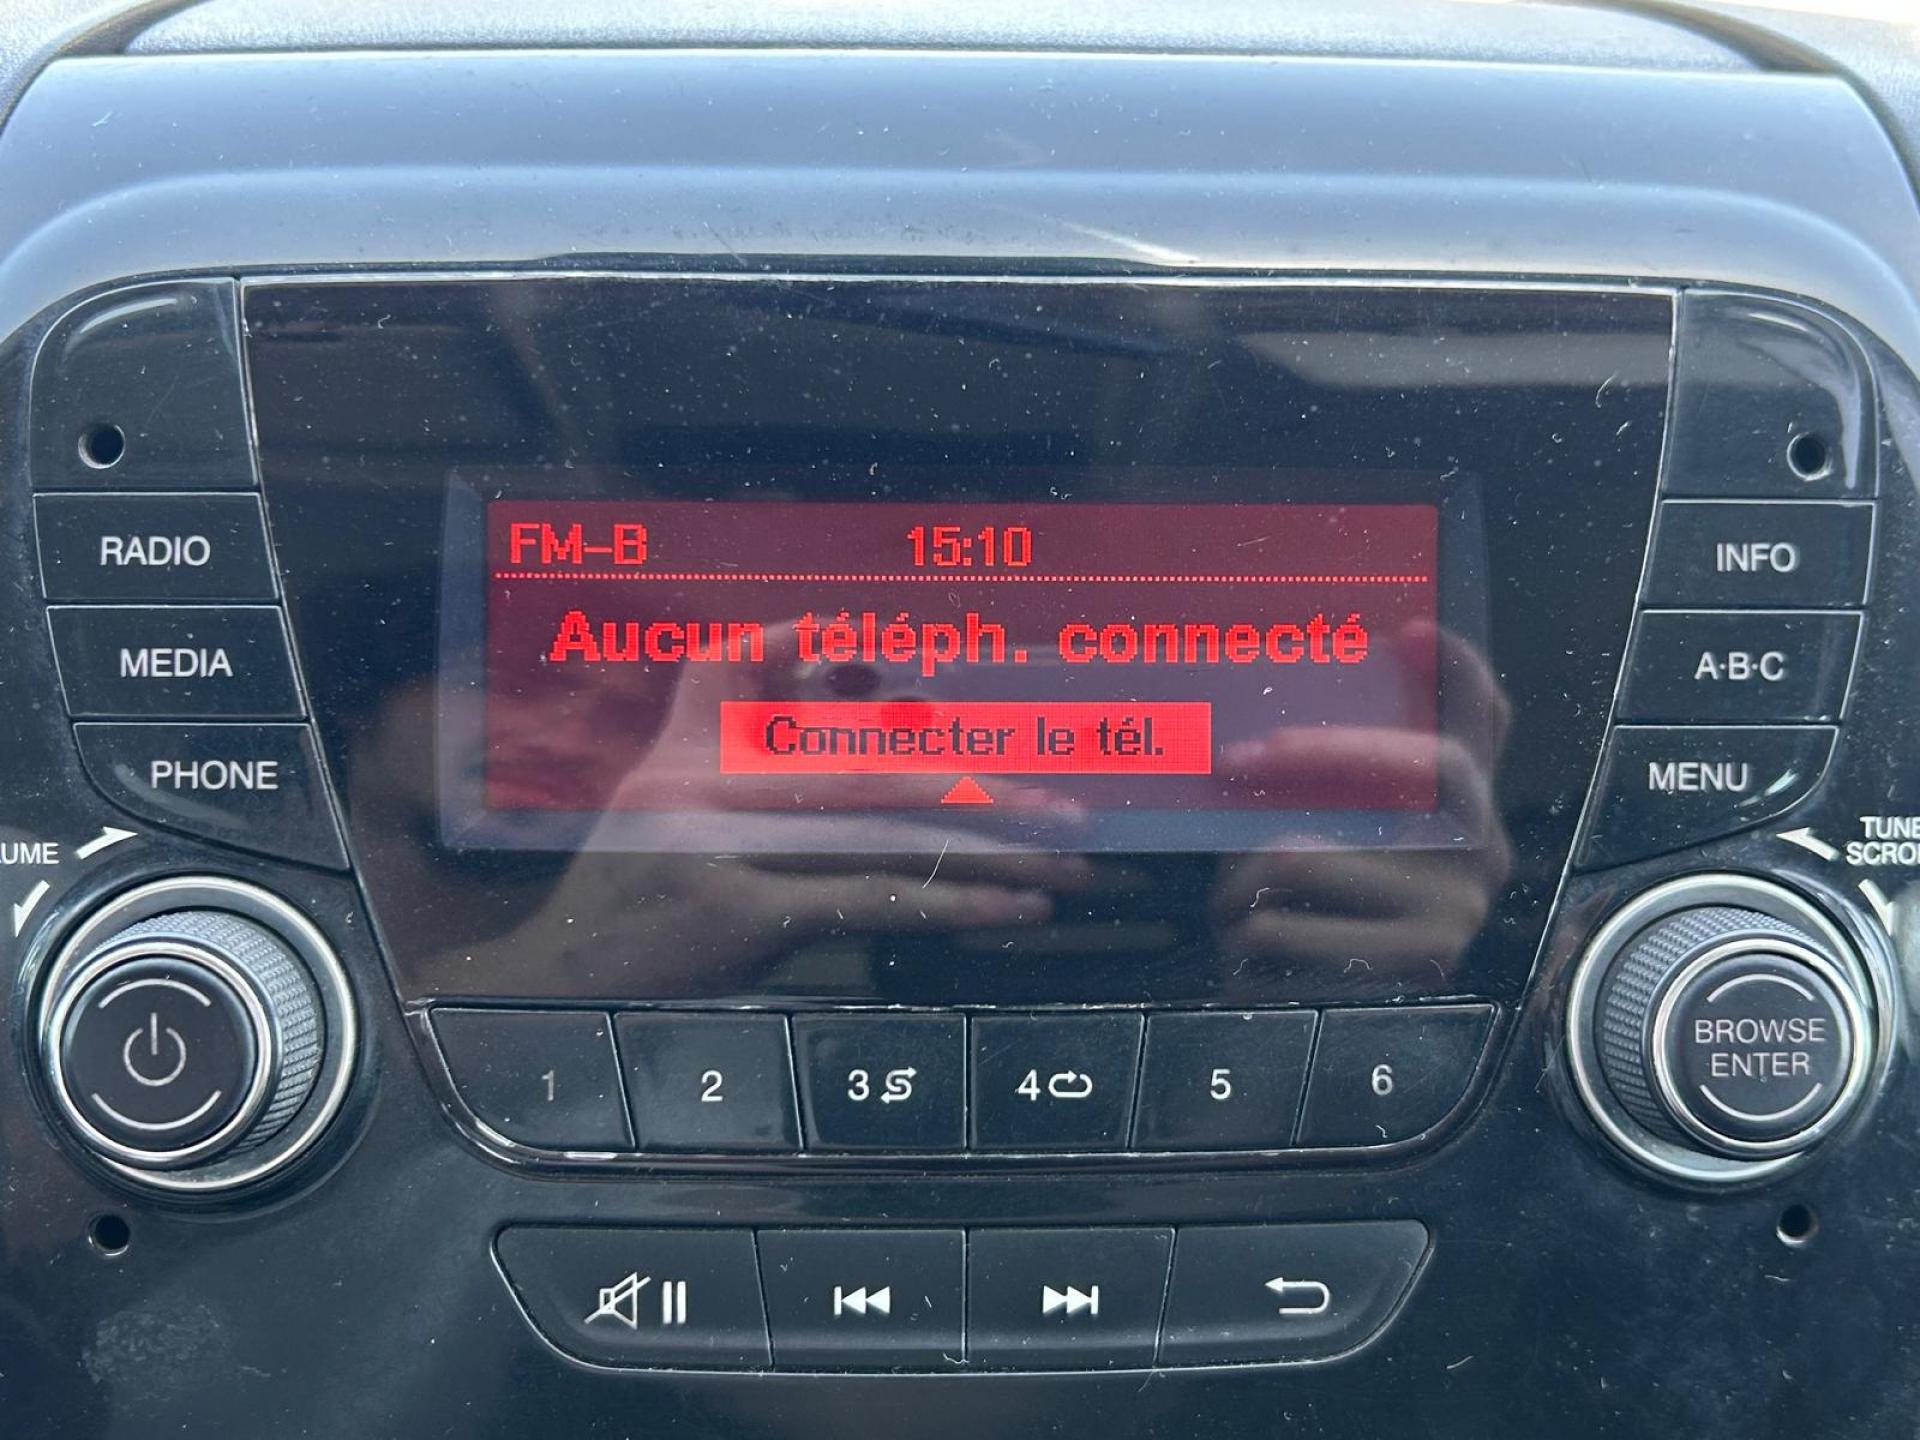 FM-B 15:10
Aucun téléph. connecté
Connecter le tél.
RADIO
MEDIA
PHONE
INFO
A·B·C
MENU
BROWSE
ENTER
1 2 3 4 5 6